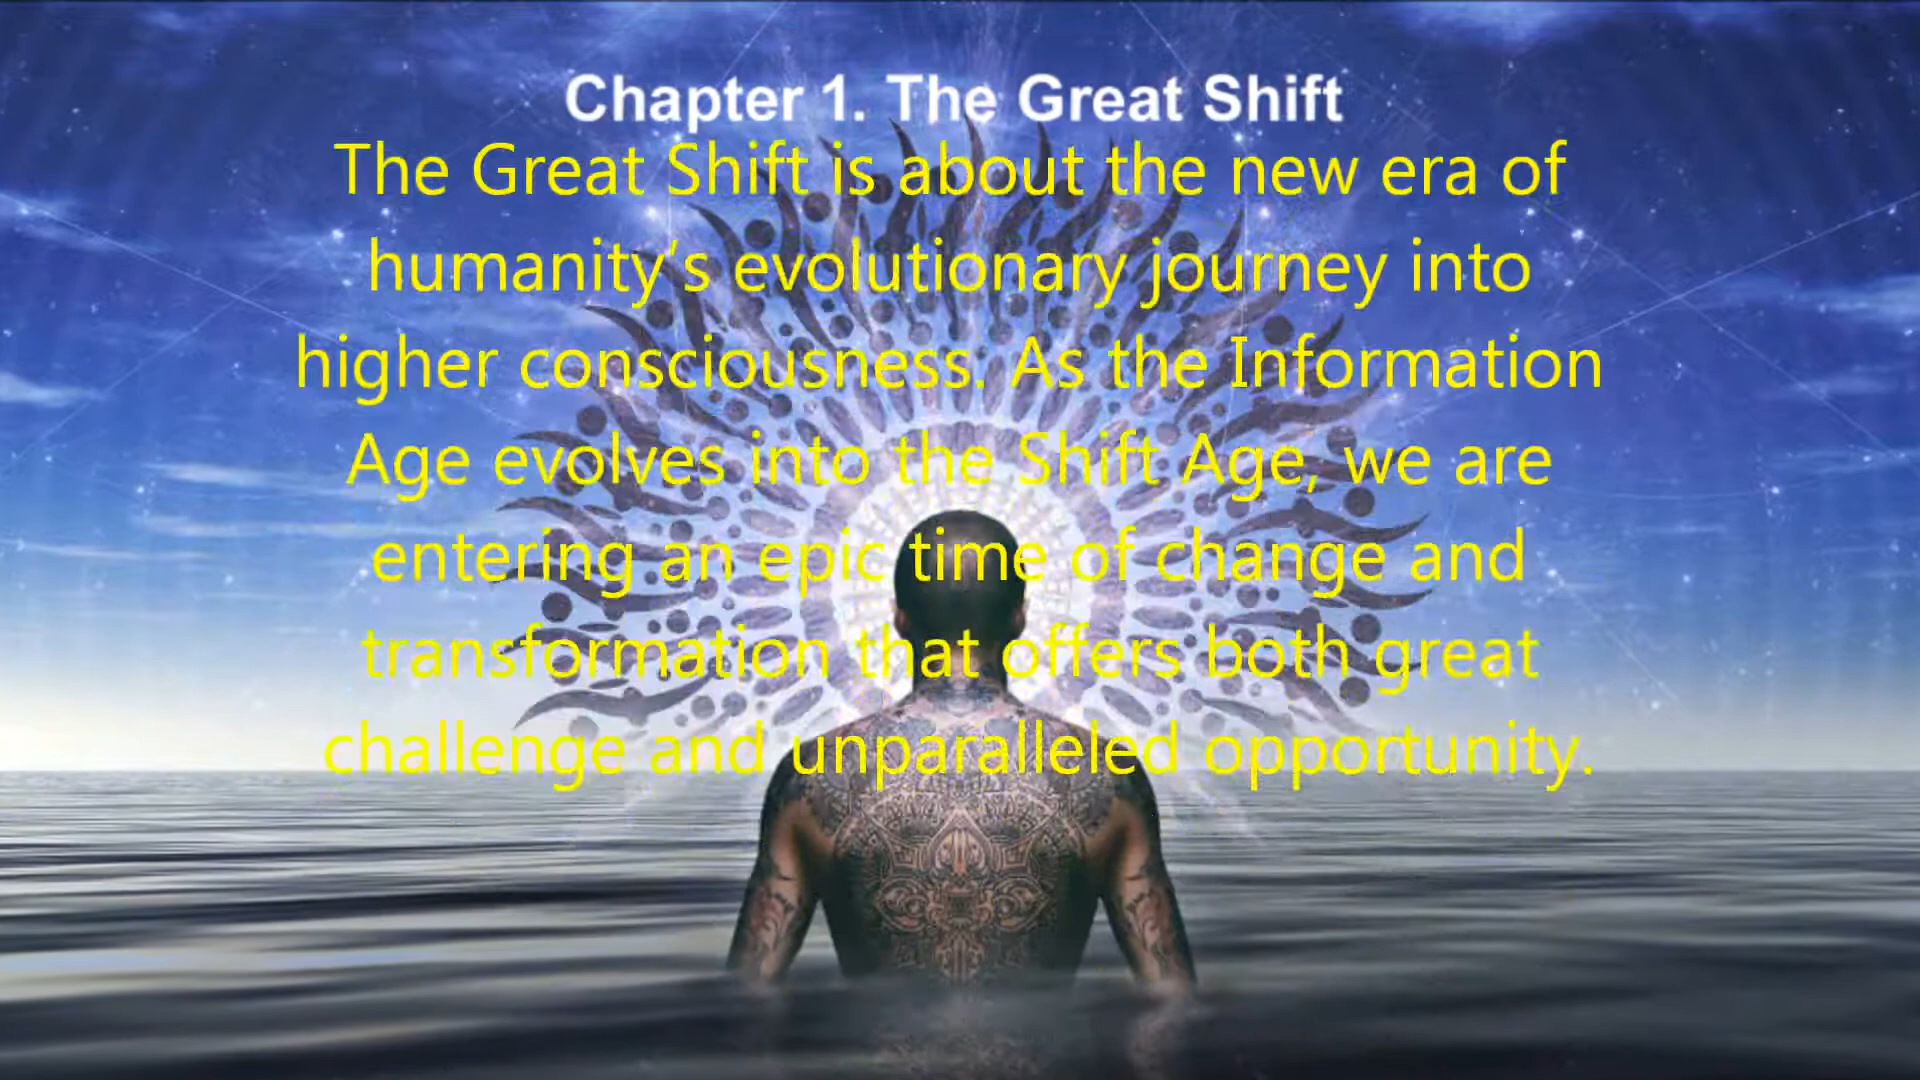 Chapter 1. The Great Shift
The Great Shift is about the new era of
humanity's evolutionary journey into
higher consciousness. As the Information
Age evolves into the Shift Age, we are
entering an epic time of change and
transformation that offers both great
challenge and unparalleled opportunity.